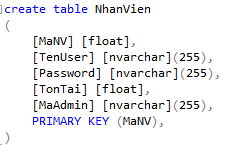 create table NhanVien
(
[MaNV] [float],
[TenUser] [nvarchar](255),
[Password] [nvarchar](255),
[TonTai] [float],
[MaAdmin] [nvarchar](255),
PRIMARY KEY (MaNV),
)